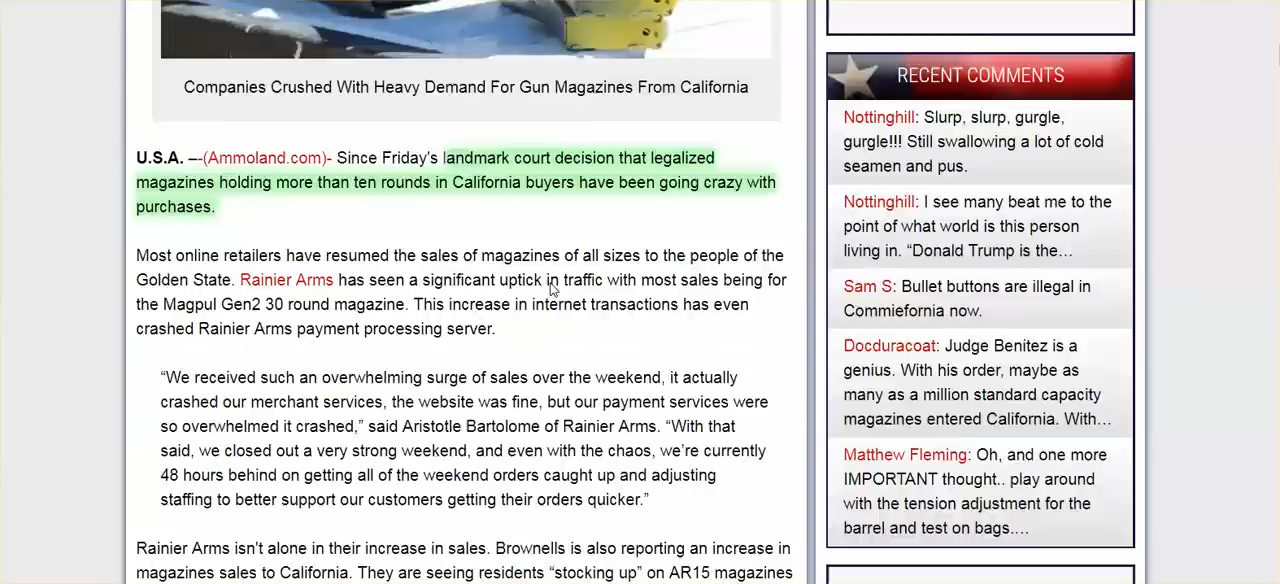 Companies Crushed With Heavy Demand For Gun Magazines From California
U.S.A. –-(Ammoland.com)- Since Friday's landmark court decision that legalized
magazines holding more than ten rounds in California buyers have been going crazy with
purchases.
Most online retailers have resumed the sales of magazines of all sizes to the people of the
Golden State. Rainier Arms has seen a significant uptick in traffic with most sales being for
the Magpul Gen2 30 round magazine. This increase in internet transactions has even
crashed Rainier Arms payment processing server.
“We received such an overwhelming surge of sales over the weekend, it actually
crashed our merchant services, the website was fine, but our payment services were
so overwhelmed it crashed,” said Aristotle Bartolome of Rainier Arms. “With that
said, we closed out a very strong weekend, and even with the chaos, we’re currently
48 hours behind on getting all of the weekend orders caught up and adjusting
staffing to better support our customers getting their orders quicker.”
Rainier Arms isn't alone in their increase in sales. Brownells is also reporting an increase in
magazines sales to California. They are seeing residents “stocking up” on AR15 magazines
RECENT COMMENTS
Nottinghill: Slurp, slurp, gurgle,
gurgle!!! Still swallowing a lot of cold
seamen and pus.
Nottinghill: I see many beat me to the
point of what world is this person
living in. “Donald Trump is the…
Sam S: Bullet buttons are illegal in
Commiefornia now.
Docduracoat: Judge Benitez is a
genius. With his order, maybe as
many as a million standard capacity
magazines entered California. With…
Matthew Fleming: Oh, and one more
IMPORTANT thought.. play around
with the tension adjustment for the
barrel and test on bags.…